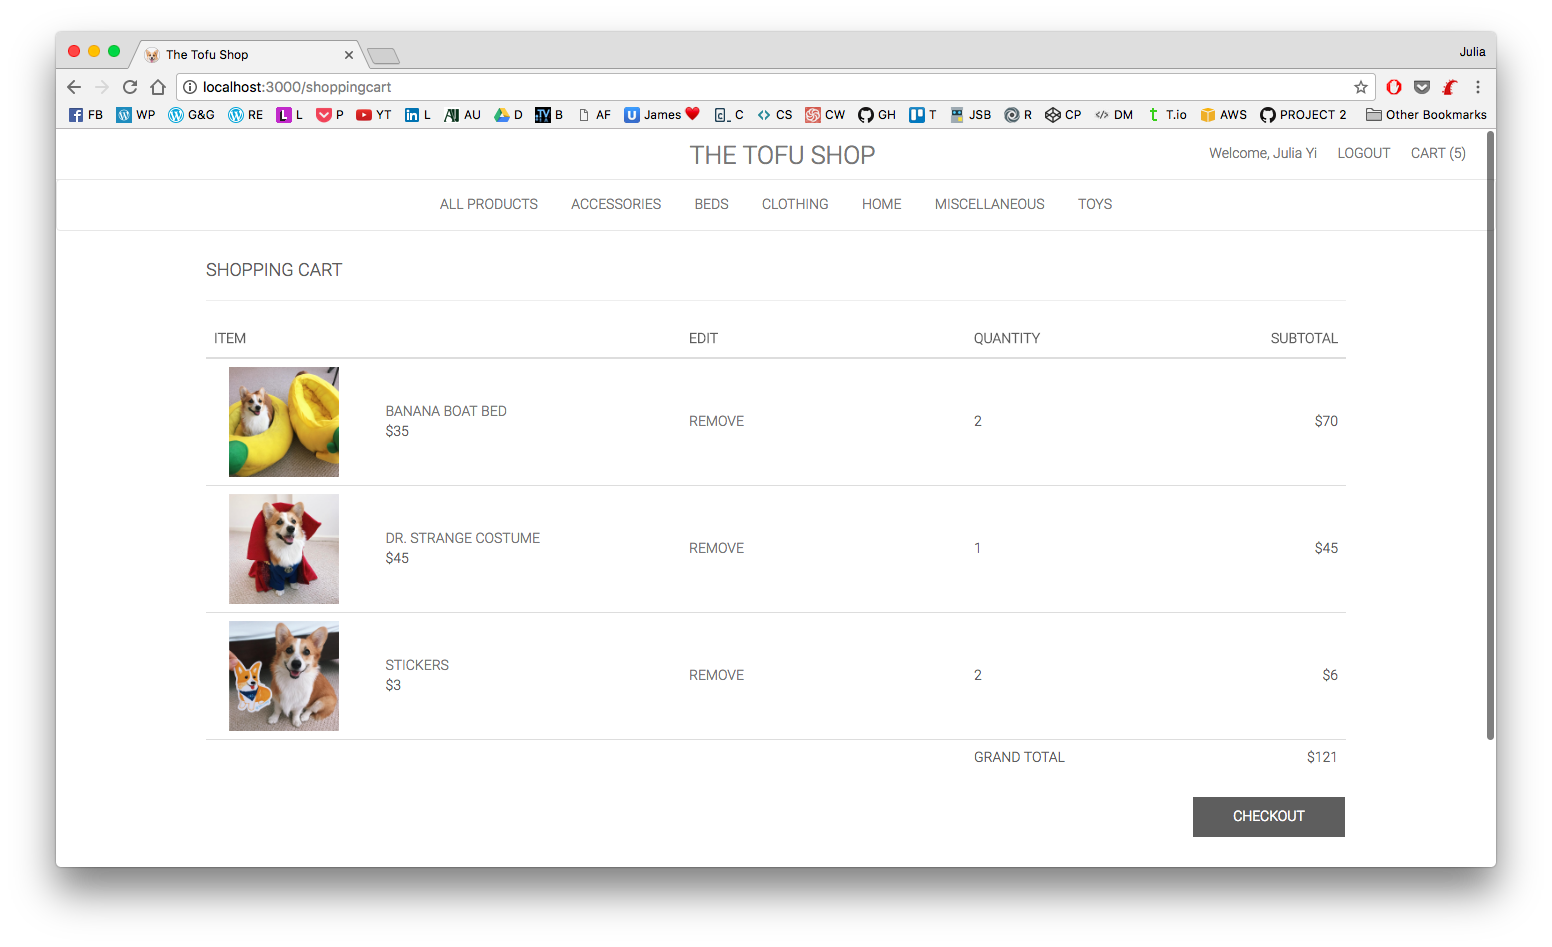 The Tofu Shop
Julia
localhost:3000/shoppingcart
FB WP G&G RE L P YT L AU D B AF James C CS CW GH T JSB R CP DM T.io AWS PROJECT 2 Other Bookmarks
THE TOFU SHOP
Welcome, Julia Yi LOGOUT CART (5)
ALL PRODUCTS ACCESSORIES BEDS CLOTHING HOME MISCELLANEOUS TOYS
SHOPPING CART
ITEM EDIT QUANTITY SUBTOTAL
BANANA BOAT BED
$35
REMOVE 2 $70
DR. STRANGE COSTUME
$45
REMOVE 1 $45
STICKERS
$3
REMOVE 2 $6
GRAND TOTAL $121
CHECKOUT